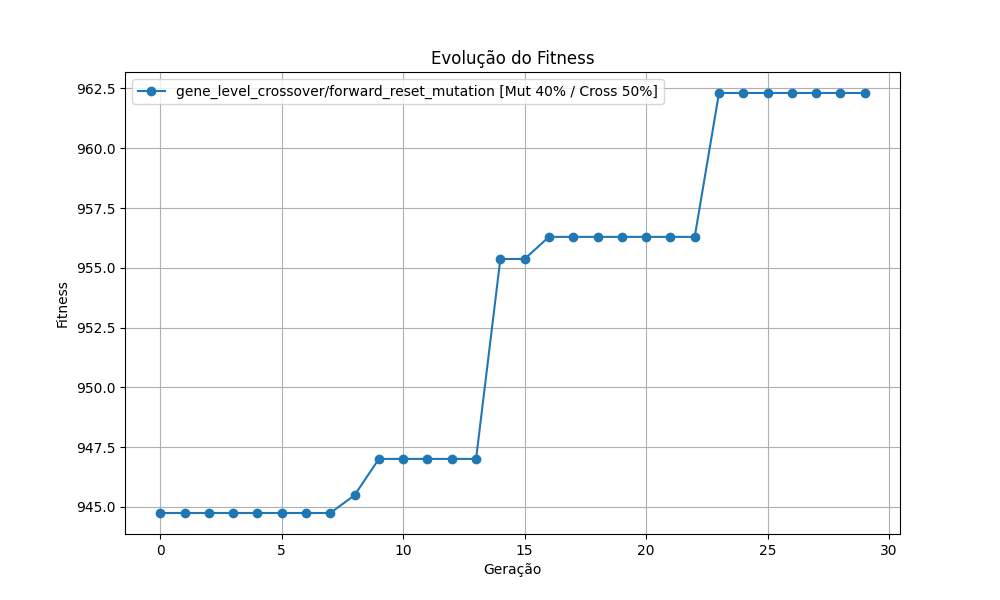 Evolução do Fitness
gene_level_crossover/forward_reset_mutation [Mut 40% / Cross 50%]
Fitness
962.5
960.0
957.5
955.0
952.5
950.0
947.5
945.0
0 5 10 15 20 25 30
Geração